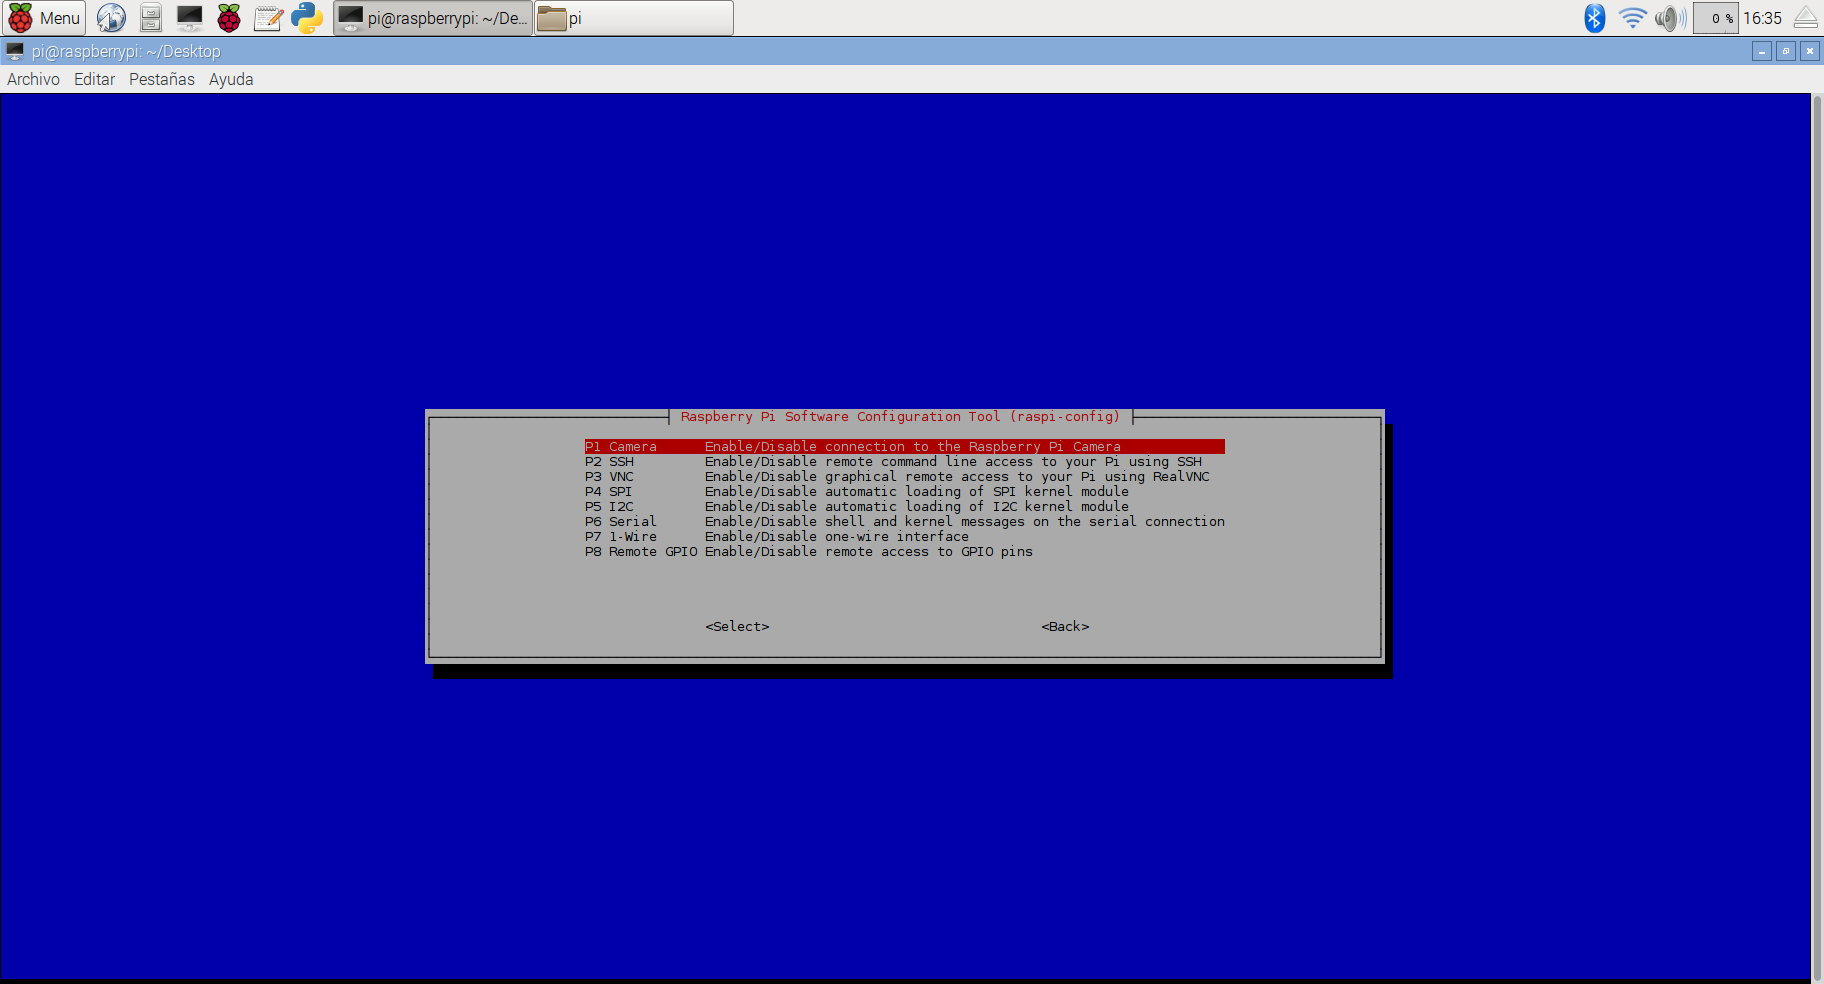 Menu
pi@raspberrypi: ~/De...
pi
0 %
16:35
pi@raspberrypi: ~/Desktop
Archivo Editar Pestañas Ayuda
Raspberry Pi Software Configuration Tool (raspi-config)
P1 Camera Enable/Disable connection to the Raspberry Pi Camera
P2 SSH Enable/Disable remote command line access to your Pi using SSH
P3 VNC Enable/Disable graphical remote access to your Pi using RealVNC
P4 SPI Enable/Disable automatic loading of SPI kernel module
P5 I2C Enable/Disable automatic loading of I2C kernel module
P6 Serial Enable/Disable shell and kernel messages on the serial connection
P7 1-Wire Enable/Disable one-wire interface
P8 Remote GPIO Enable/Disable remote access to GPIO pins
<Select> <Back>